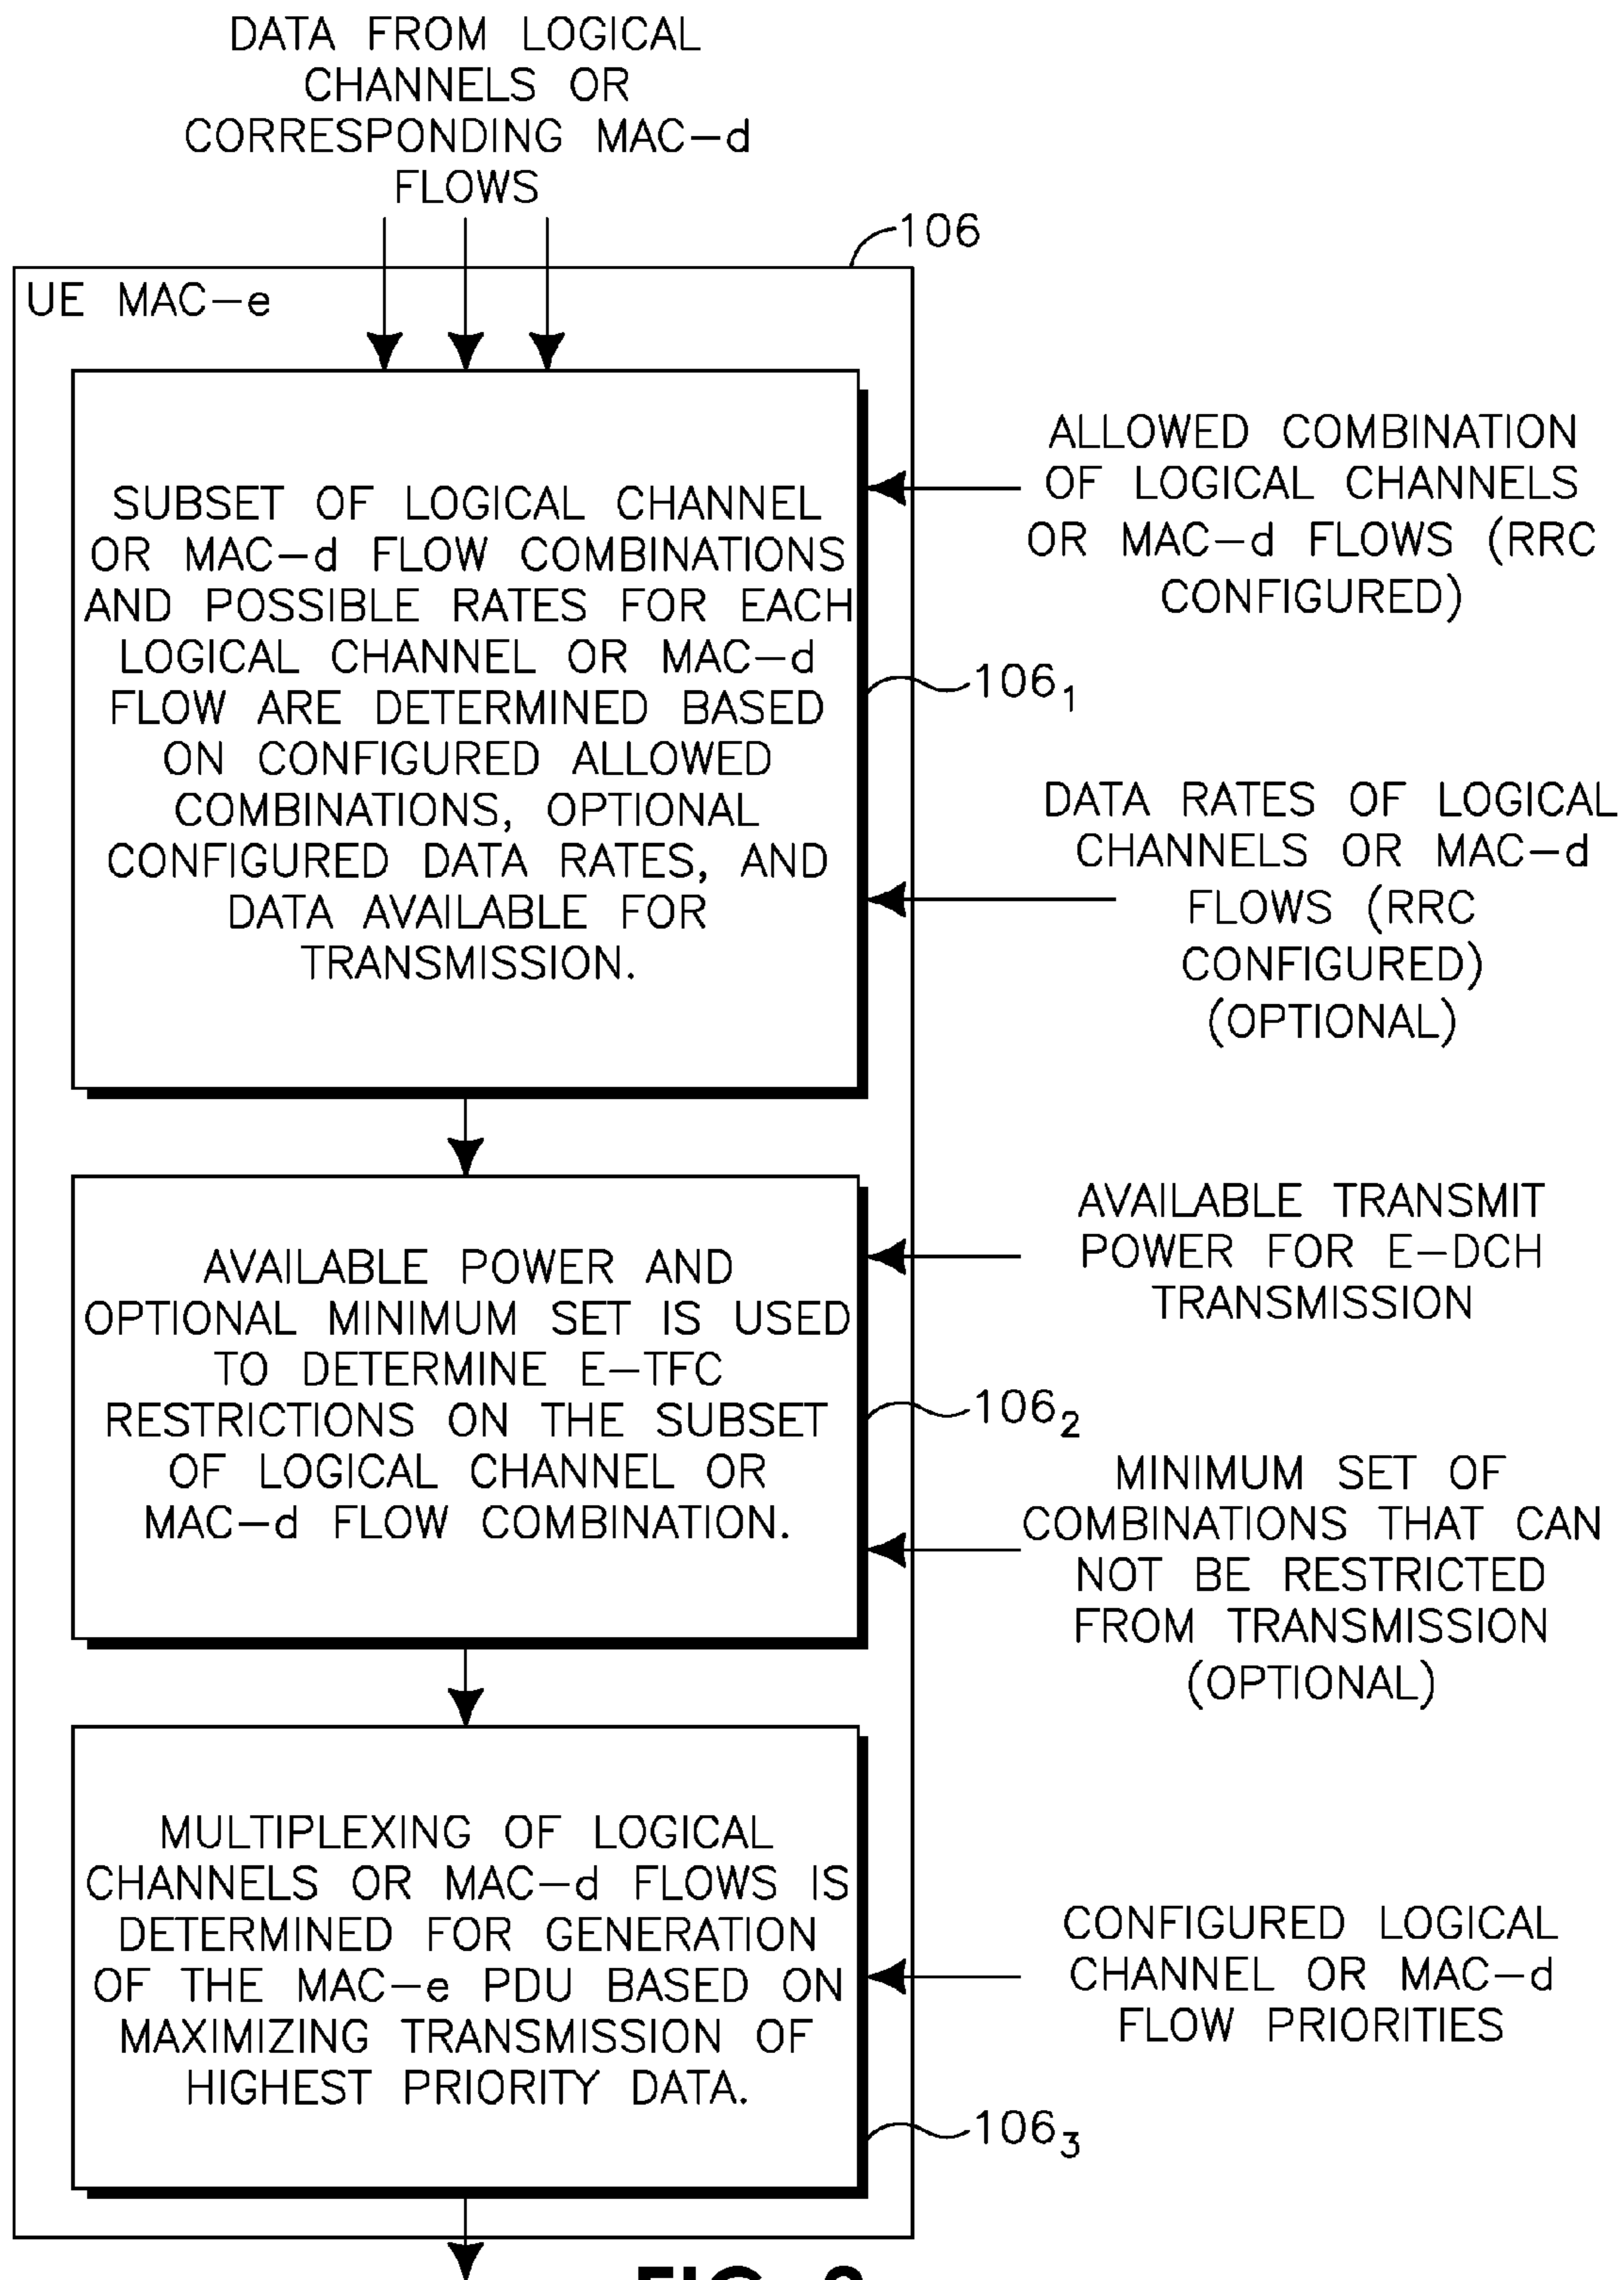 DATA FROM LOGICAL
CHANNELS OR
CORRESPONDING MAC-d
FLOWS
106
UE MAC-e
SUBSET OF LOGICAL CHANNEL
OR MAC-d FLOW COMBINATIONS
AND POSSIBLE RATES FOR EACH
LOGICAL CHANNEL OR MAC-d
FLOW ARE DETERMINED BASED
ON CONFIGURED ALLOWED
COMBINATIONS, OPTIONAL
CONFIGURED DATA RATES, AND
DATA AVAILABLE FOR
TRANSMISSION.
ALLOWED COMBINATION
OF LOGICAL CHANNELS
OR MAC-d FLOWS (RRC
CONFIGURED)
106₁
DATA RATES OF LOGICAL
CHANNELS OR MAC-d
FLOWS (RRC
CONFIGURED)
(OPTIONAL)
AVAILABLE POWER AND
OPTIONAL MINIMUM SET IS USED
TO DETERMINE E-TFC
RESTRICTIONS ON THE SUBSET
OF LOGICAL CHANNEL OR
MAC-d FLOW COMBINATION.
AVAILABLE TRANSMIT
POWER FOR E-DCH
TRANSMISSION
106₂
MINIMUM SET OF
COMBINATIONS THAT CAN
NOT BE RESTRICTED
FROM TRANSMISSION
(OPTIONAL)
MULTIPLEXING OF LOGICAL
CHANNELS OR MAC-d FLOWS IS
DETERMINED FOR GENERATION
OF THE MAC-e PDU BASED ON
MAXIMIZING TRANSMISSION OF
HIGHEST PRIORITY DATA.
CONFIGURED LOGICAL
CHANNEL OR MAC-d
FLOW PRIORITIES
106₃
FIG.